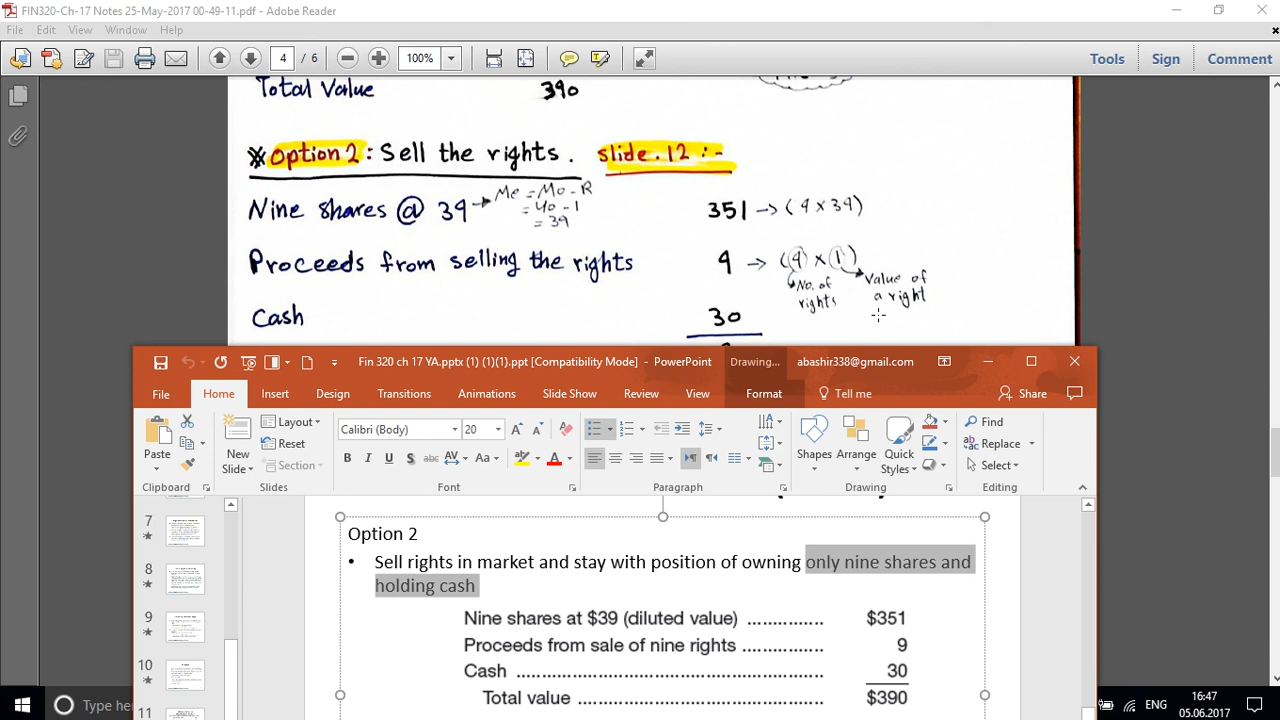 FIN320-Ch-17 Notes 25-May-2017 00-49-11.pdf - Adobe Reader
File Edit View Window Help
4 / 6 100% Tools Sign Comment
Total Value 390
※ Option 2 : Sell the rights. slide.12 :-
Nine shares @ 39 → Me = Mo - R 351 → (9 x 39)
= 40 - 1
= 39
Proceeds from selling the rights 9 → (9 x 1)
No. of rights
Value of a right
Cash 30
Fin 320 ch 17 YA.pptx (1) (1)(1).ppt [Compatibility Mode] - PowerPoint Drawing... abashir338@gmail.com
File Home Insert Design Transitions Animations Slide Show Review View Format Tell me Share
Paste New Slide Layout Reset Section Calibri (Body) 20 Shapes Arrange Quick Styles Find Replace Select
B I U S abc AV Aa A
Clipboard Slides Font Paragraph Drawing Editing
7
8
9
10
11
Option 2
• Sell rights in market and stay with position of owning only nine shares and
holding cash
Nine shares at $39 (diluted value) ............... $351
Proceeds from sale of nine rights ................. 9
Cash ......................................................... 30
Total value .............................................. $390
Type here
ENG 16:47
05.06.2017